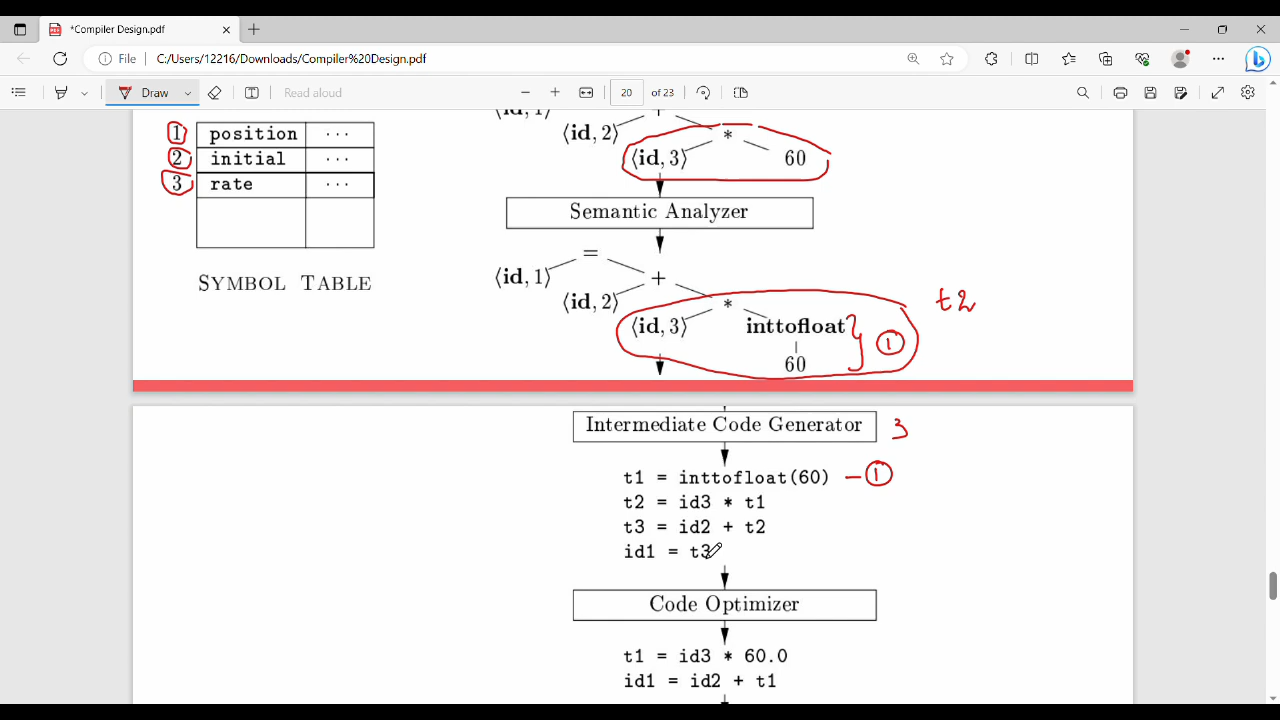 *Compiler Design.pdf
File C:/Users/12216/Downloads/Compiler%20Design.pdf
Draw Read aloud 20 of 23
⟨id, 1⟩ +
⟨id, 2⟩ *
⟨id, 3⟩ 60
1 position ...
2 initial ...
3 rate ...
SYMBOL TABLE
Semantic Analyzer
=
⟨id, 1⟩ +
⟨id, 2⟩ *
⟨id, 3⟩ inttofloat } 1
60
t2
Intermediate Code Generator 3
t1 = inttofloat(60) - 1
t2 = id3 * t1
t3 = id2 + t2
id1 = t3
Code Optimizer
t1 = id3 * 60.0
id1 = id2 + t1